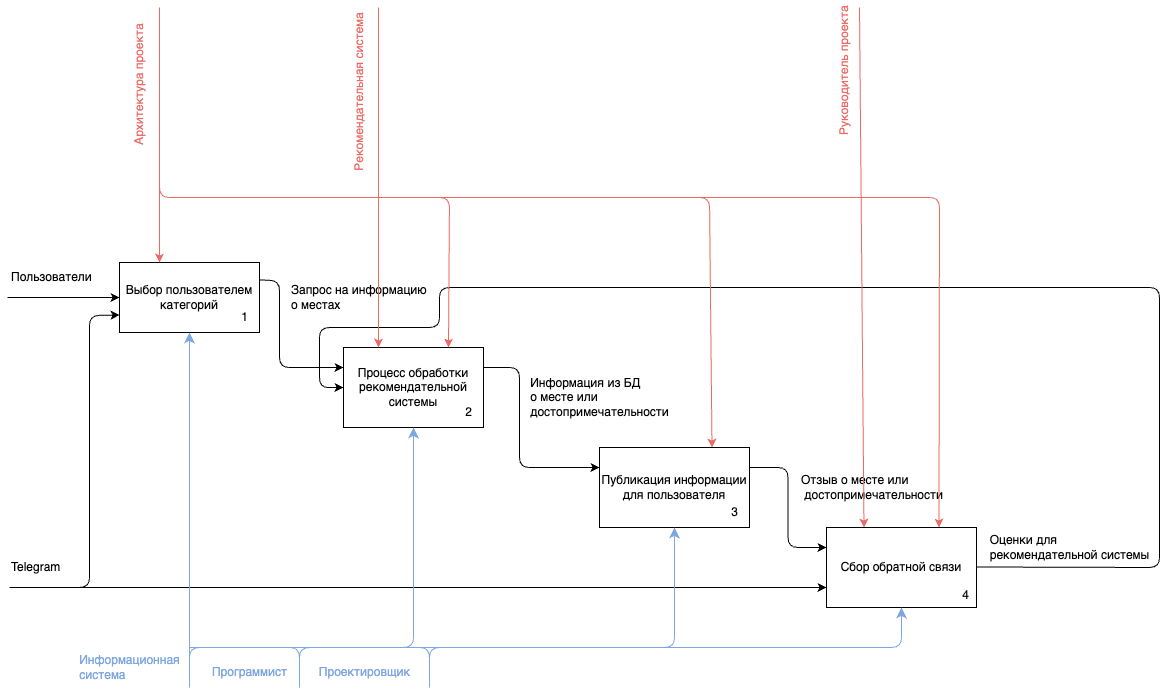 Архитектура проекта
Рекомендательная система
Руководитель проекта
Пользователи
Выбор пользователем
категорий
1
Запрос на информацию
о местах
Процесс обработки
рекомендательной
системы
2
Информация из БД
о месте или
достопримечательности
Публикация информации
для пользователя
3
Отзыв о месте или
достопримечательности
Telegram
Сбор обратной связи
4
Оценки для
рекомендательной системы
Информационная
система
Программист
Проектировщик